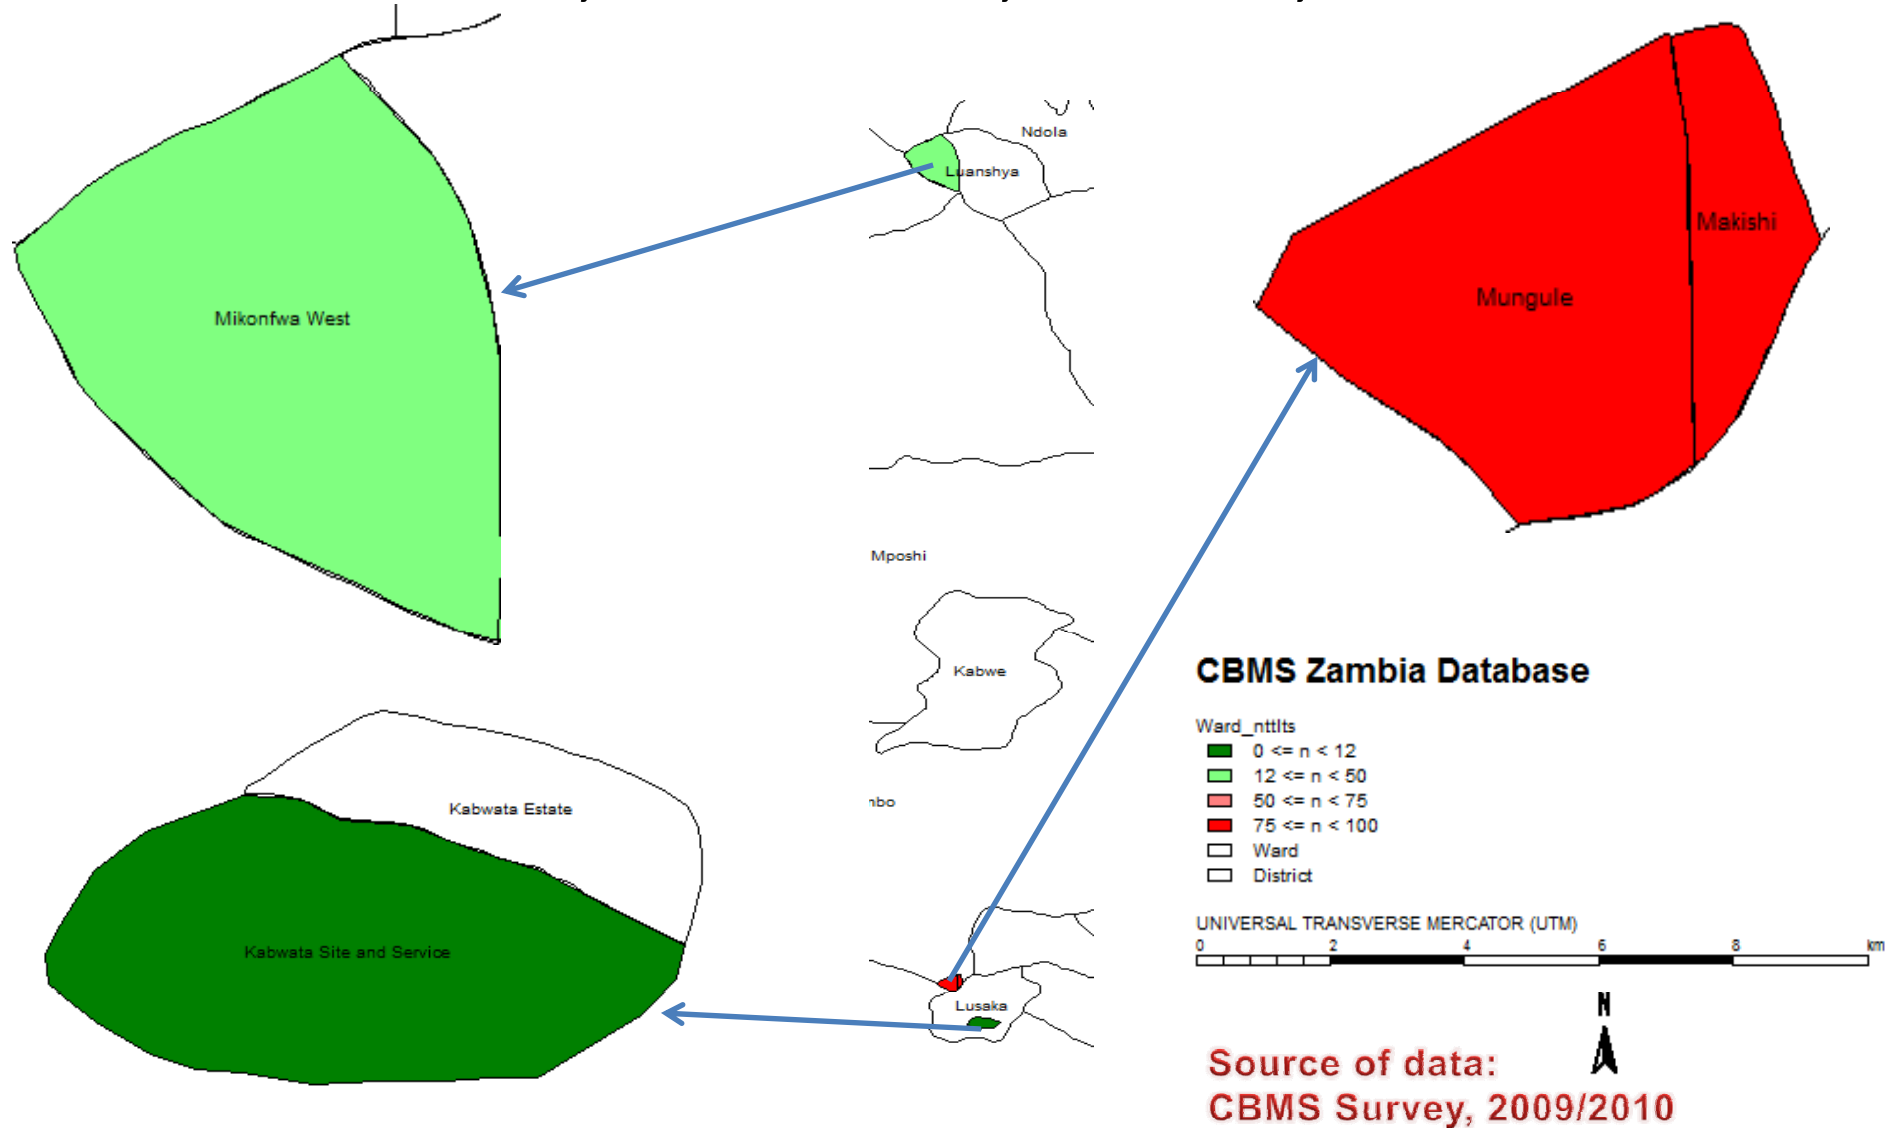 Ndola
Luanshya
Makishi
Mungule
Mikonfwa West
Mposhi
Kabwe
CBMS Zambia Database
Ward_nttlts
0 <= n < 12
12 <= n < 50
50 <= n < 75
75 <= n < 100
Ward
District
Kabwata Estate
nbo
Kabwata Site and Service
Lusaka
UNIVERSAL TRANSVERSE MERCATOR (UTM)
0 2 4 6 8 km
N
Source of data:
CBMS Survey, 2009/2010